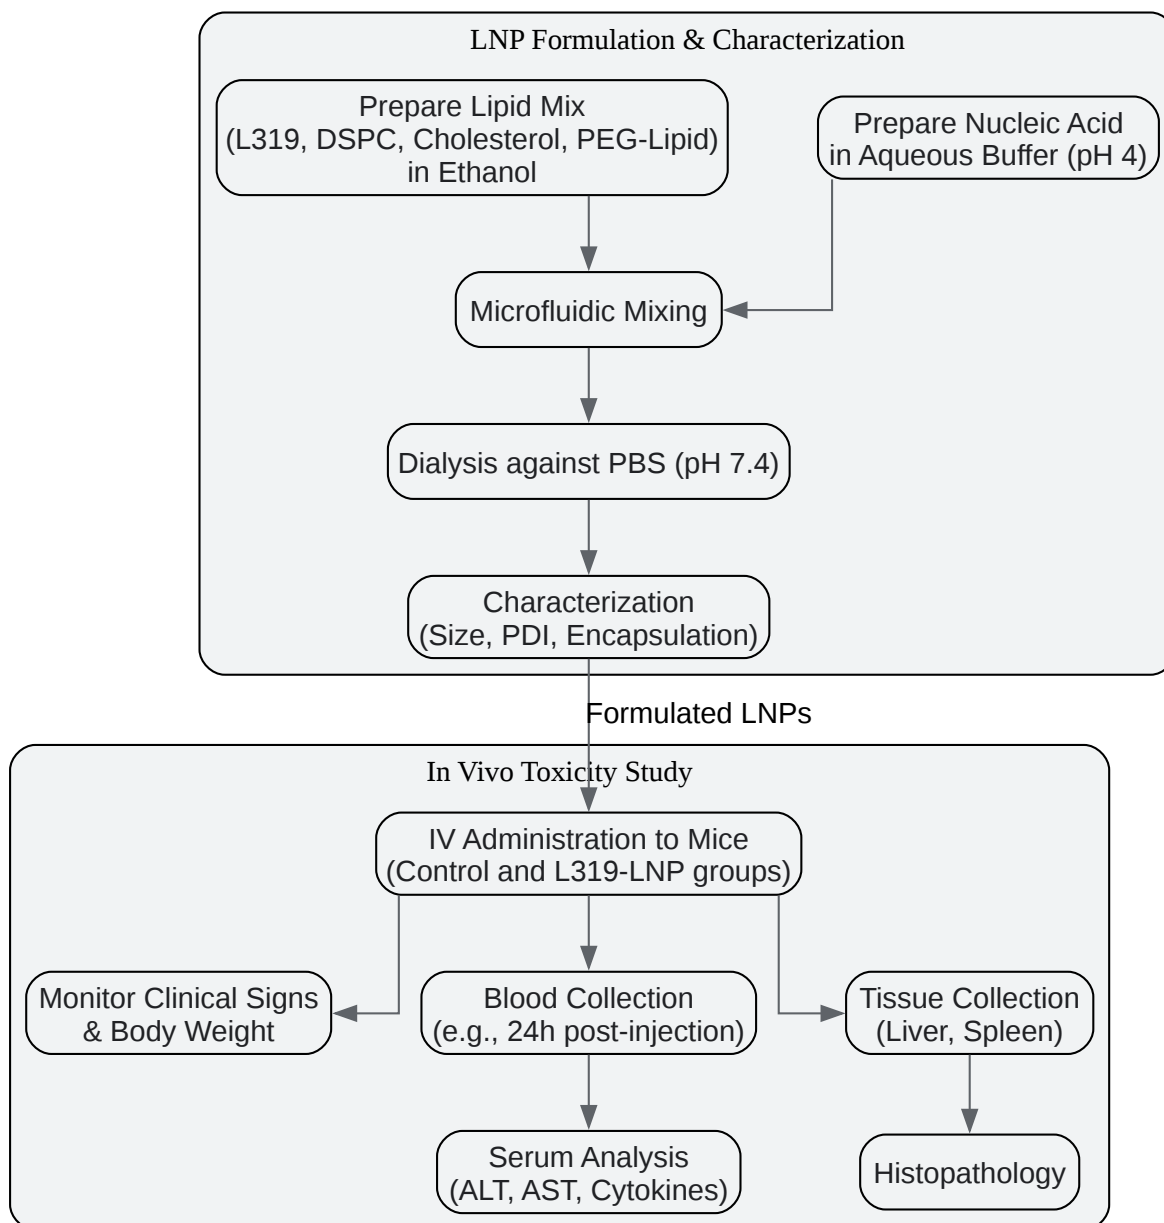 LNP Formulation & Characterization
Prepare Lipid Mix
(L319, DSPC, Cholesterol, PEG-Lipid)
in Ethanol
Prepare Nucleic Acid
in Aqueous Buffer (pH 4)
Microfluidic Mixing
Dialysis against PBS (pH 7.4)
Characterization
(Size, PDI, Encapsulation)
Formulated LNPs
In Vivo Toxicity Study
IV Administration to Mice
(Control and L319-LNP groups)
Monitor Clinical Signs
& Body Weight
Blood Collection
(e.g., 24h post-injection)
Tissue Collection
(Liver, Spleen)
Serum Analysis
(ALT, AST, Cytokines)
Histopathology